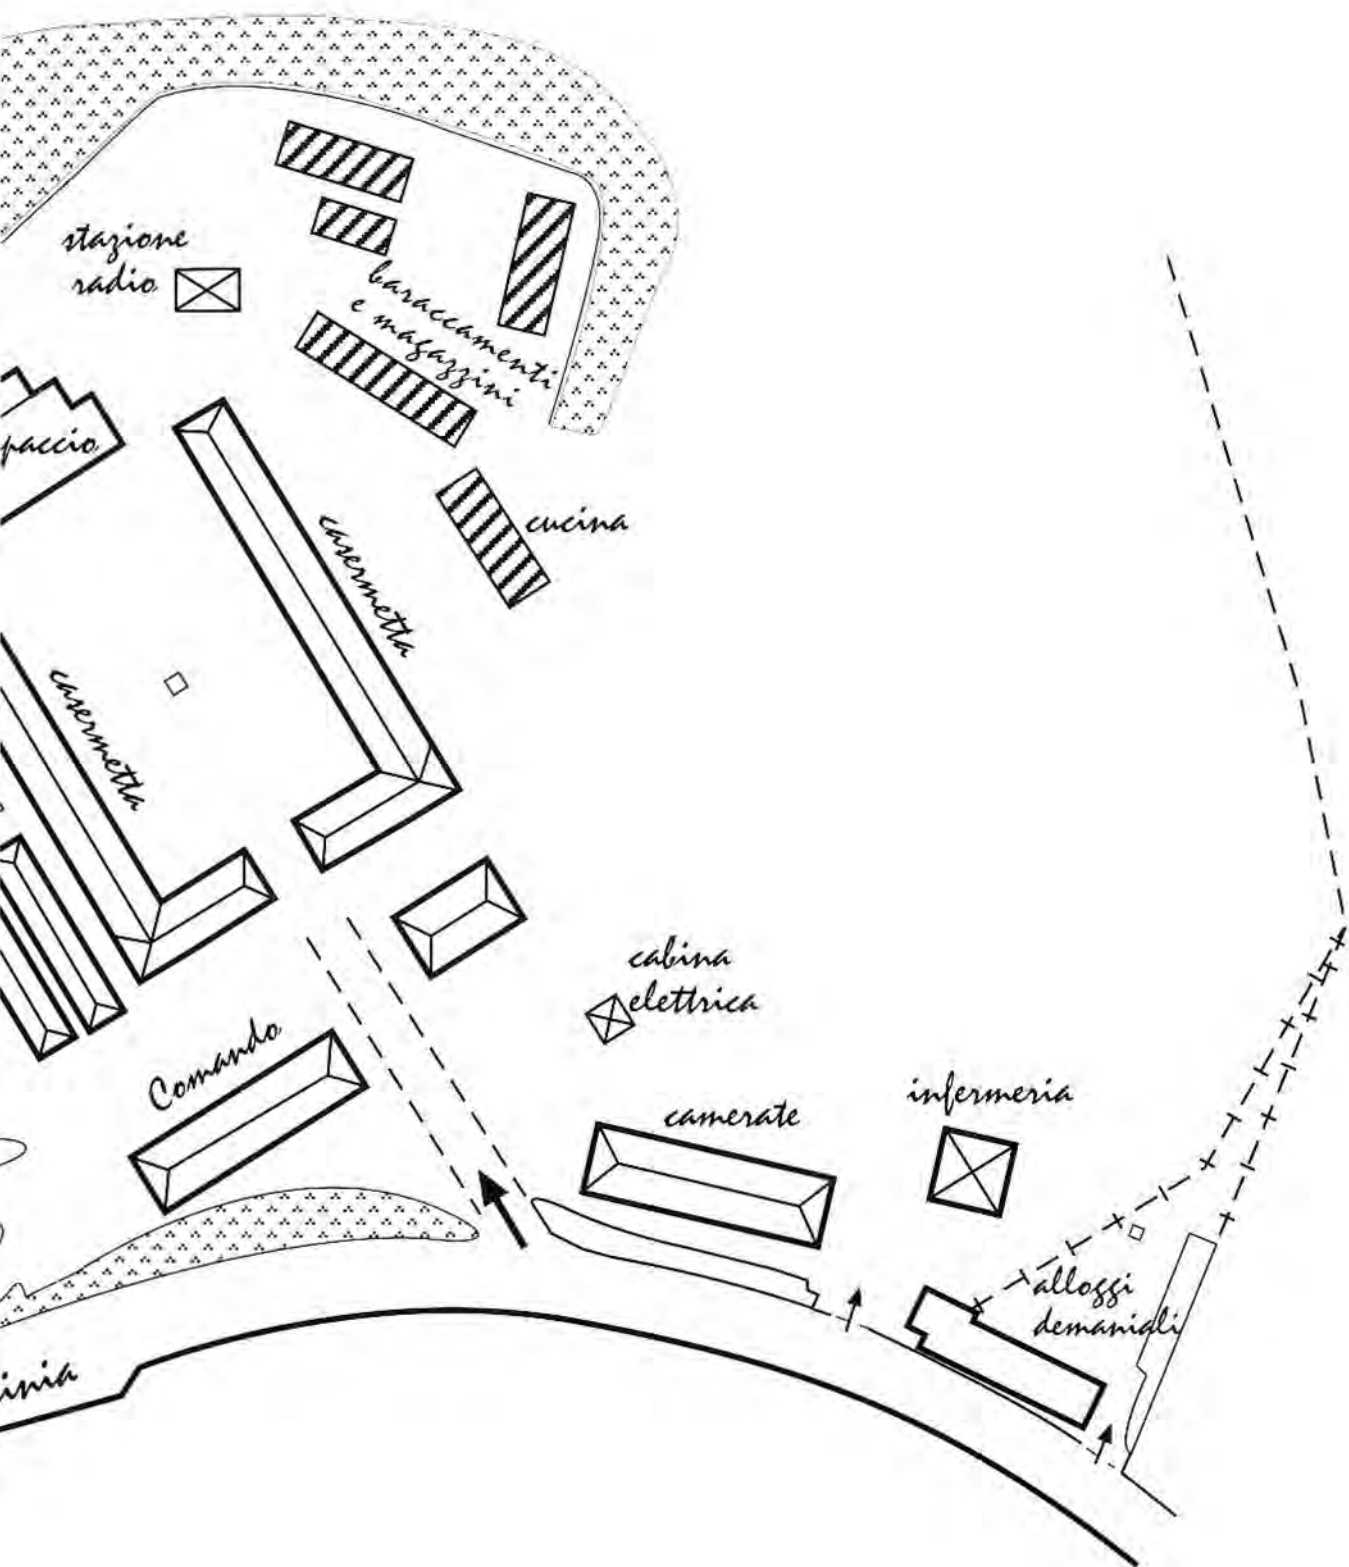 stazione
radio
baraccamenti
e magazzini
paccio
cucina
casermetta
casermetta
cabina
elettrica
Comando
camerate
infermeria
alloggi
demaniali
inia